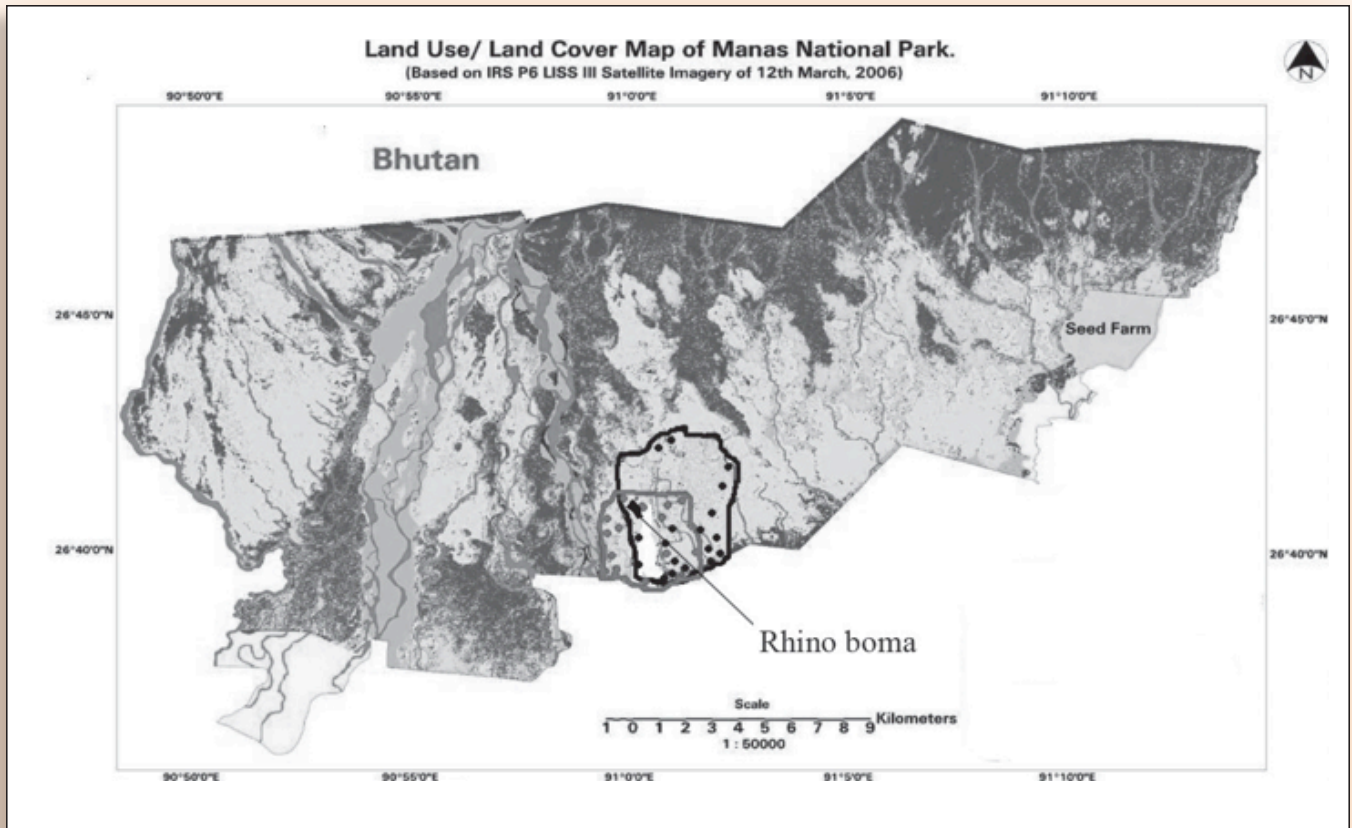 Land Use/ Land Cover Map of Manas National Park.
(Based on IRS P6 LISS III Satellite Imagery of 12th March, 2006)
N
90°50'0"E 90°55'0"E 91°0'0"E 91°5'0"E 91°10'0"E
Bhutan
26°45'0"N 26°45'0"N
Seed Farm
26°40'0"N 26°40'0"N
Rhino boma
Scale
1 0 1 2 3 4 5 6 7 8 9 Kilometers
1 : 50000
90°50'0"E 90°55'0"E 91°0'0"E 91°5'0"E 91°10'0"E